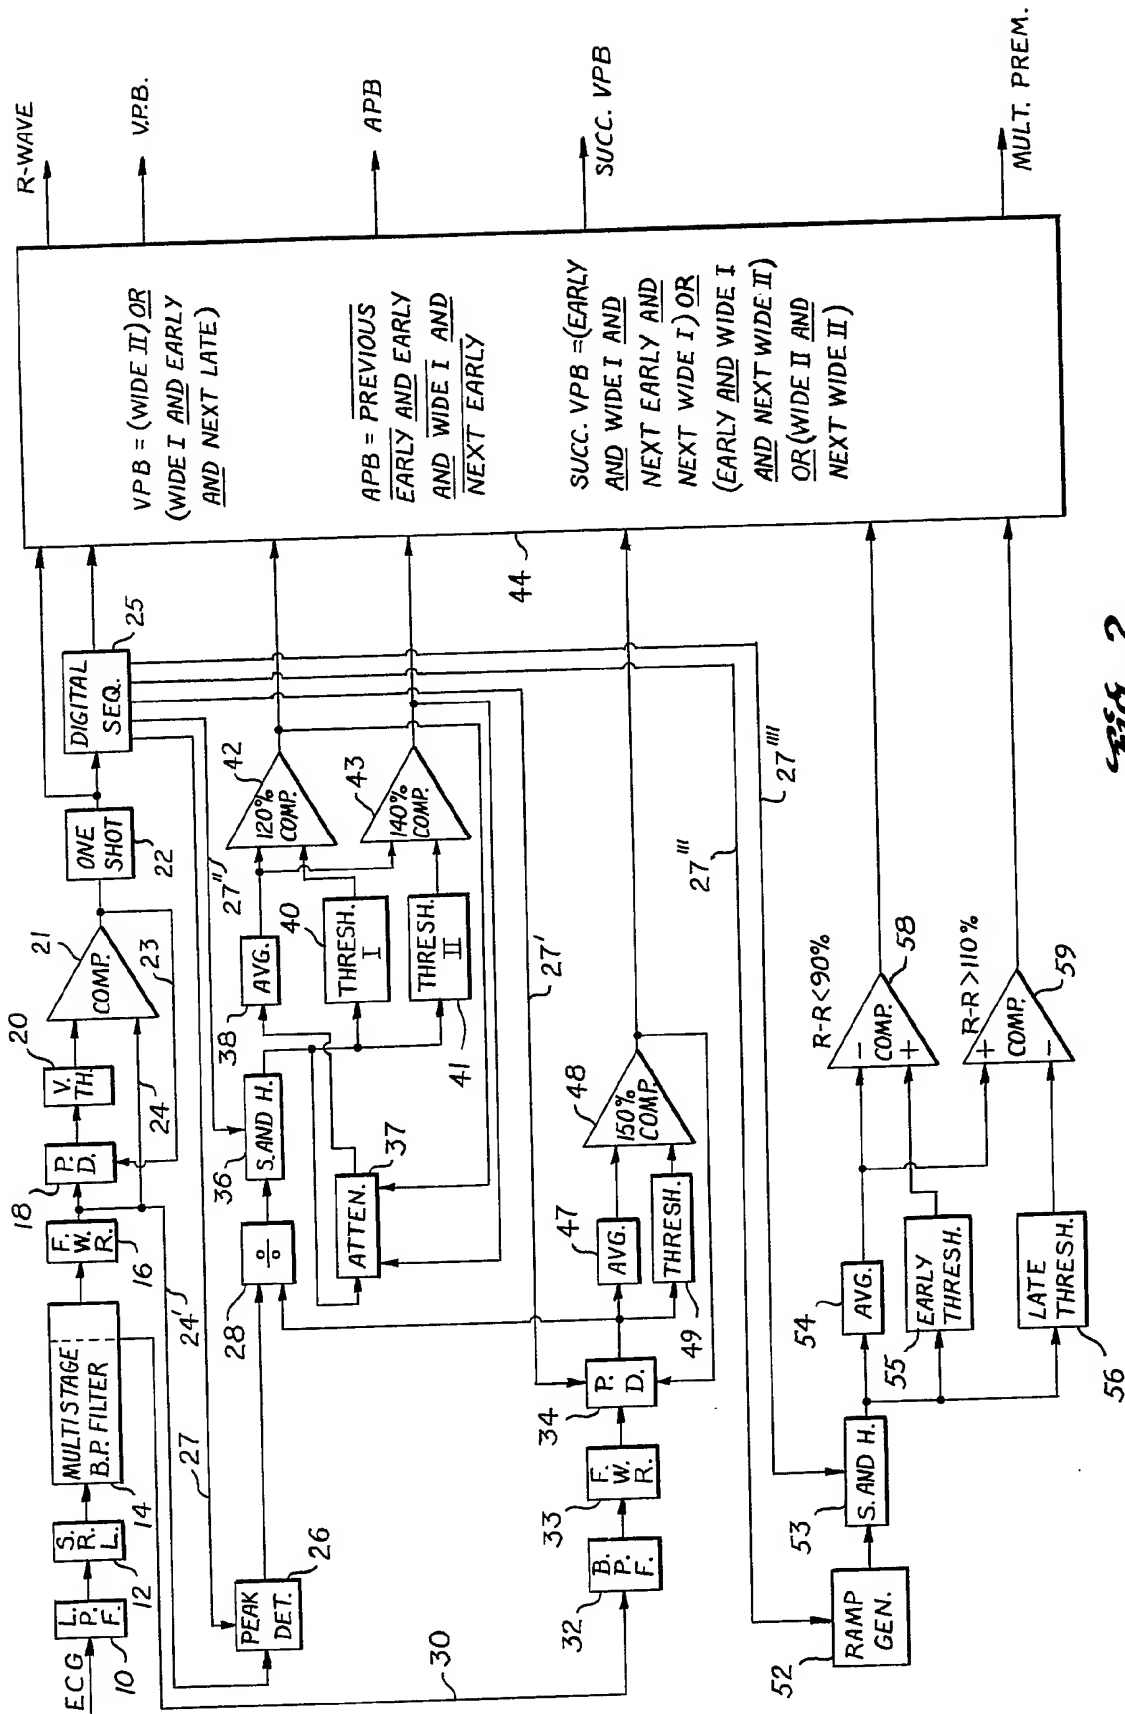 ECG
L.
P.
F.
10
S.
R.
L.
12
MULTISTAGE
B.P. FILTER
14
F.
W.
R.
16
P.
D.
18
V.
TH.
20
COMP.
21
23
24
24'
ONE
SHOT
22
DIGITAL
SEQ.
25
PEAK
DET.
26
27
28
÷
S. AND H.
36
27''
ATTEN.
37
AVG.
38
THRESH.
I
40
THRESH.
II
41
120%
COMP.
42
140%
COMP.
43
30
B.
P.
F.
32
F.
W.
R.
33
P.
D.
34
27'
AVG.
47
THRESH.
49
150%
COMP.
48
27'''
27''''
RAMP
GEN.
52
S. AND H.
53
AVG.
54
EARLY
THRESH.
55
LATE
THRESH.
56
R-R<90%
-
COMP.
+
58
R-R>110%
+
COMP.
-
59
44
VPB = (WIDE II) OR
(WIDE I AND EARLY
AND NEXT LATE)
APB = PREVIOUS
EARLY AND EARLY
AND WIDE I AND
NEXT EARLY
SUCC. VPB = (EARLY
AND WIDE I AND
NEXT EARLY AND
NEXT WIDE I) OR
(EARLY AND WIDE I
AND NEXT WIDE II)
OR (WIDE II AND
NEXT WIDE II)
R-WAVE
V.P.B.
APB
SUCC. VPB
MULT. PREM.
FIG. 2